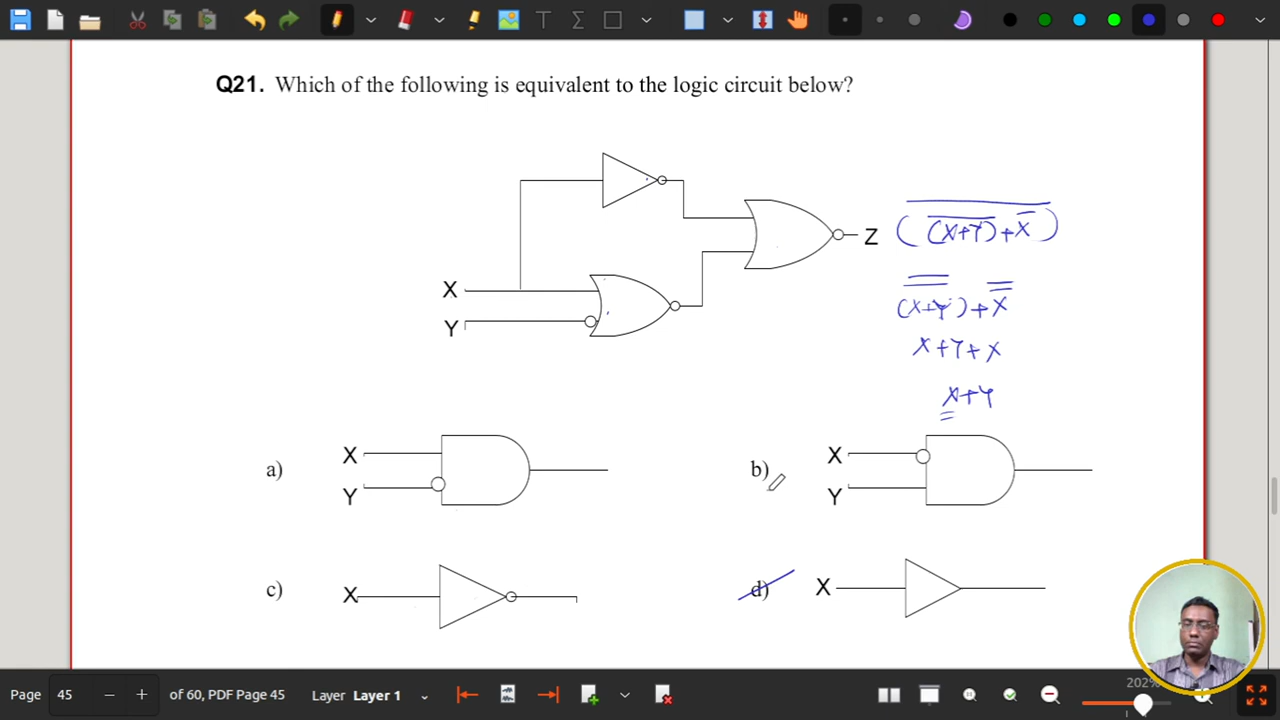 Q21. Which of the following is equivalent to the logic circuit below?
Z
X
Y
(‾(X+Y)‾ + X̅)
(X+Y) + X
X+Y+X
X+Y
a)
X
Y
b)
X
Y
c)
X
d)
X
Page 45 of 60, PDF Page 45
Layer Layer 1
202%